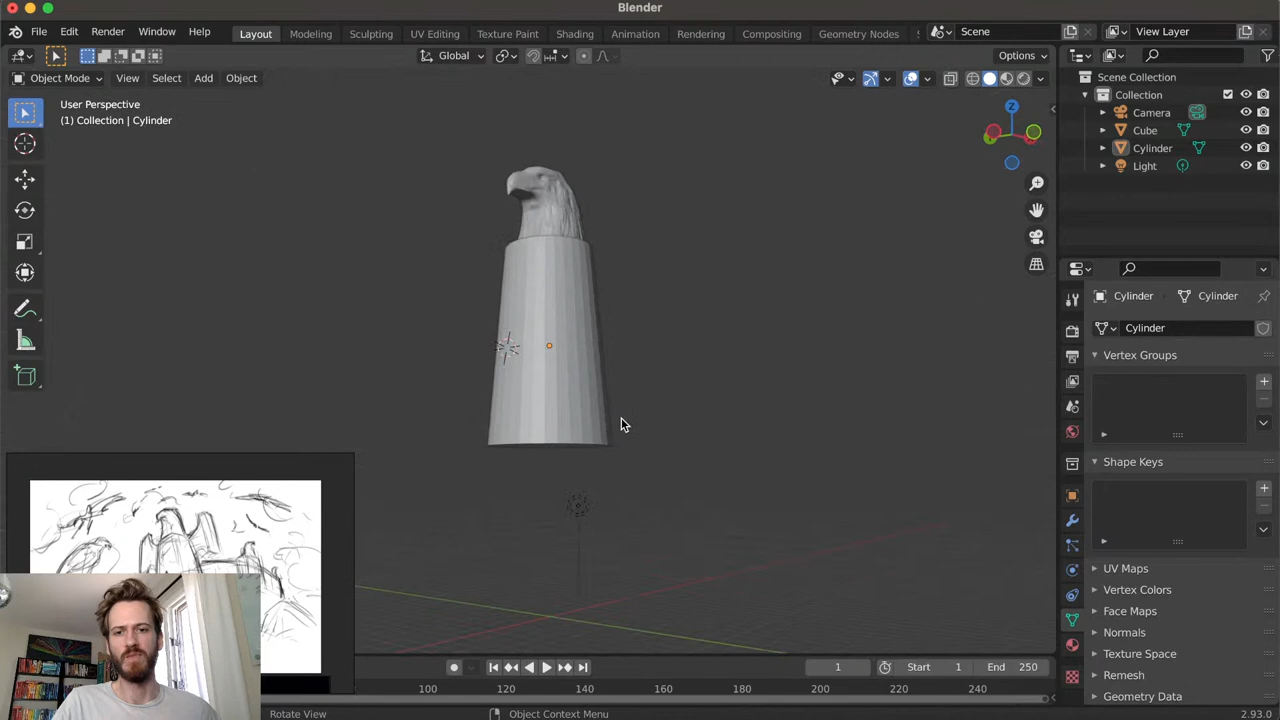 Blender
File Edit Render Window Help
Layout Modeling Sculpting UV Editing Texture Paint Shading Animation Rendering Compositing Geometry Nodes
Scene
View Layer
Global
Options
Object Mode View Select Add Object
User Perspective
(1) Collection | Cylinder
Z
Scene Collection
Collection
Camera
Cube
Cylinder
Light
Cylinder Cylinder
Cylinder
Vertex Groups
Shape Keys
UV Maps
Vertex Colors
Face Maps
Normals
Texture Space
Remesh
Geometry Data
1 Start 1 End 250
100 120 140 160 180 200 220 240
Rotate View Object Context Menu 2.93.0